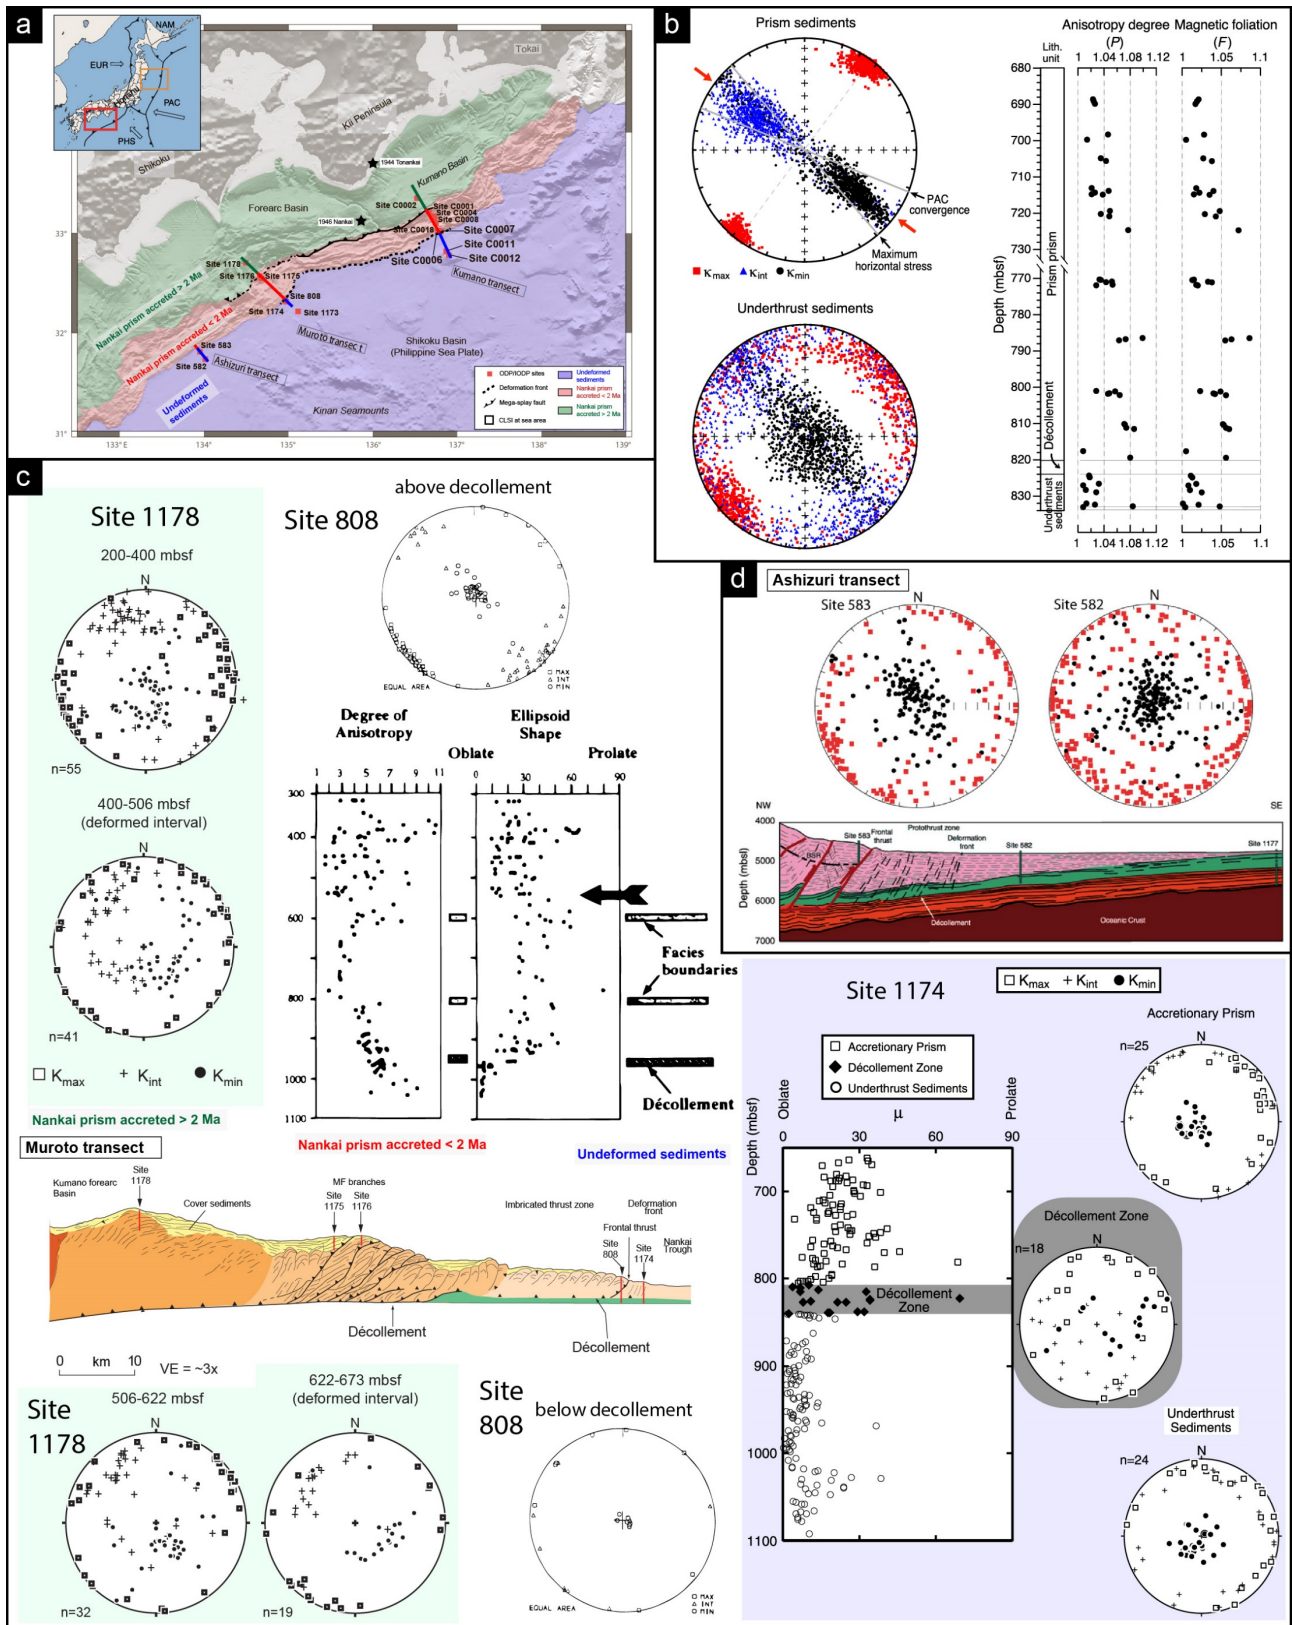 a
NAM
EUR
PAC
PHS
Honshu
Tokai
Kii Peninsula
Shikoku
1944 Tonankai
Kumano Basin
Site C0002
Site C0001
Site C0004
Site C0008
Forearc Basin
1946 Nankai
Site C0018
Site C0007
Site C0011
Site C0006
Site C0012
Kumano transect
33°
Site 1178
Site 1176
Site 1175
Site 808
Site 1174
Site 1173
Nankai prism accreted > 2 Ma
Nankai prism accreted < 2 Ma
Muroto transect
32°
Shikoku Basin
(Philippine Sea Plate)
Site 583
Site 582
Ashizuri transect
Undeformed
sediments
Kinan Seamounts
ODP/IODP sites
Deformation front
Mega-splay fault
CLSI at sea area
Undeformed
sediments
Nankai prism
accreted < 2 Ma
Nankai prism
accreted > 2 Ma
31°
133° 134° 135° 136° 137° 138° 139°
b
Prism sediments
PAC
convergence
Maximum
horizontal stress
κmax κint κmin
Underthrust sediments
Anisotropy degree Magnetic foliation
(P) (F)
Lith.
unit
1 1.04 1.08 1.12 1 1.05 1.1
Depth (mbsf)
680
690
700
710
720
730
770
780
790
800
810
820
830
Prism prism
Décollement
Underthrust
sediments
1 1.04 1.08 1.12 1 1.05 1.1
c
Site 1178
200-400 mbsf
N
n=55
400-506 mbsf
(deformed interval)
N
n=41
Kmax Kint Kmin
Nankai prism accreted > 2 Ma
above decollement
Site 808
EQUAL AREA
MAX
INT
MIN
Degree of
Anisotropy
Ellipsoid
Shape
Oblate
Prolate
1 3 5 7 9 11
0 30 60 90
300
400
600
800
1000
1100
Facies
boundaries
Décollement
Nankai prism accreted < 2 Ma
Undeformed sediments
Muroto transect
Kumano forearc
Basin
Site
1178
Cover sediments
MF branches
Site
1175
Site
1176
Imbricated thrust zone
Deformation
front
Frontal thrust
Site
808
Site
1174
Nankai
Trough
Décollement
Décollement
0 km 10
VE = ~3x
Site
1178
506-622 mbsf
N
n=32
622-673 mbsf
(deformed interval)
N
n=19
Site
808
below decollement
EQUAL AREA
MAX
INT
MIN
d
Ashizuri transect
Site 583
N
Site 582
N
NW
SE
Depth (mbsl)
4000
5000
6000
7000
BSR
Site 583
Frontal
thrust
Protothrust zone
Deformation
front
Site 582
Site 1177
Décollement
Oceanic Crust
Site 1174
Kmax Kint Kmin
Accretionary Prism
Décollement Zone
Underthrust Sediments
Depth (mbsf)
Oblate
μ
Prolate
0 30 60 90
700
800
900
1000
1100
Décollement
Zone
Accretionary Prism
N
n=25
Décollement Zone
N
n=18
Underthrust
Sediments
N
n=24